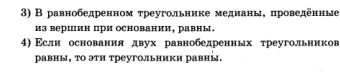 3) В равнобедренном треугольнике медианы, проведённые
из вершин при основании, равны.
4) Если основания двух равнобедренных треугольников
равны, то эти треугольники равны.